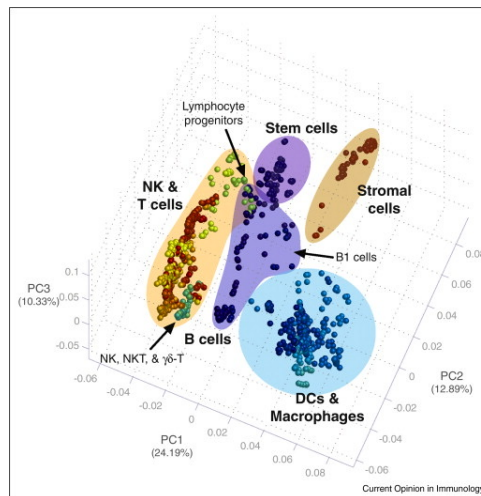 Lymphocyte
progenitors
Stem cells
NK &
T cells
Stromal
cells
B1 cells
0.1
0.05
0
-0.05
PC3
(10.33%)
NK, NKT, & γδ-T
B cells
DCs &
Macrophages
-0.06
-0.04
-0.02
0
0.02
0.04
0.06
0.08
PC1
(24.19%)
0.08
0.06
0.04
0.02
0
-0.02
-0.04
-0.06
PC2
(12.89%)
Current Opinion in Immunology